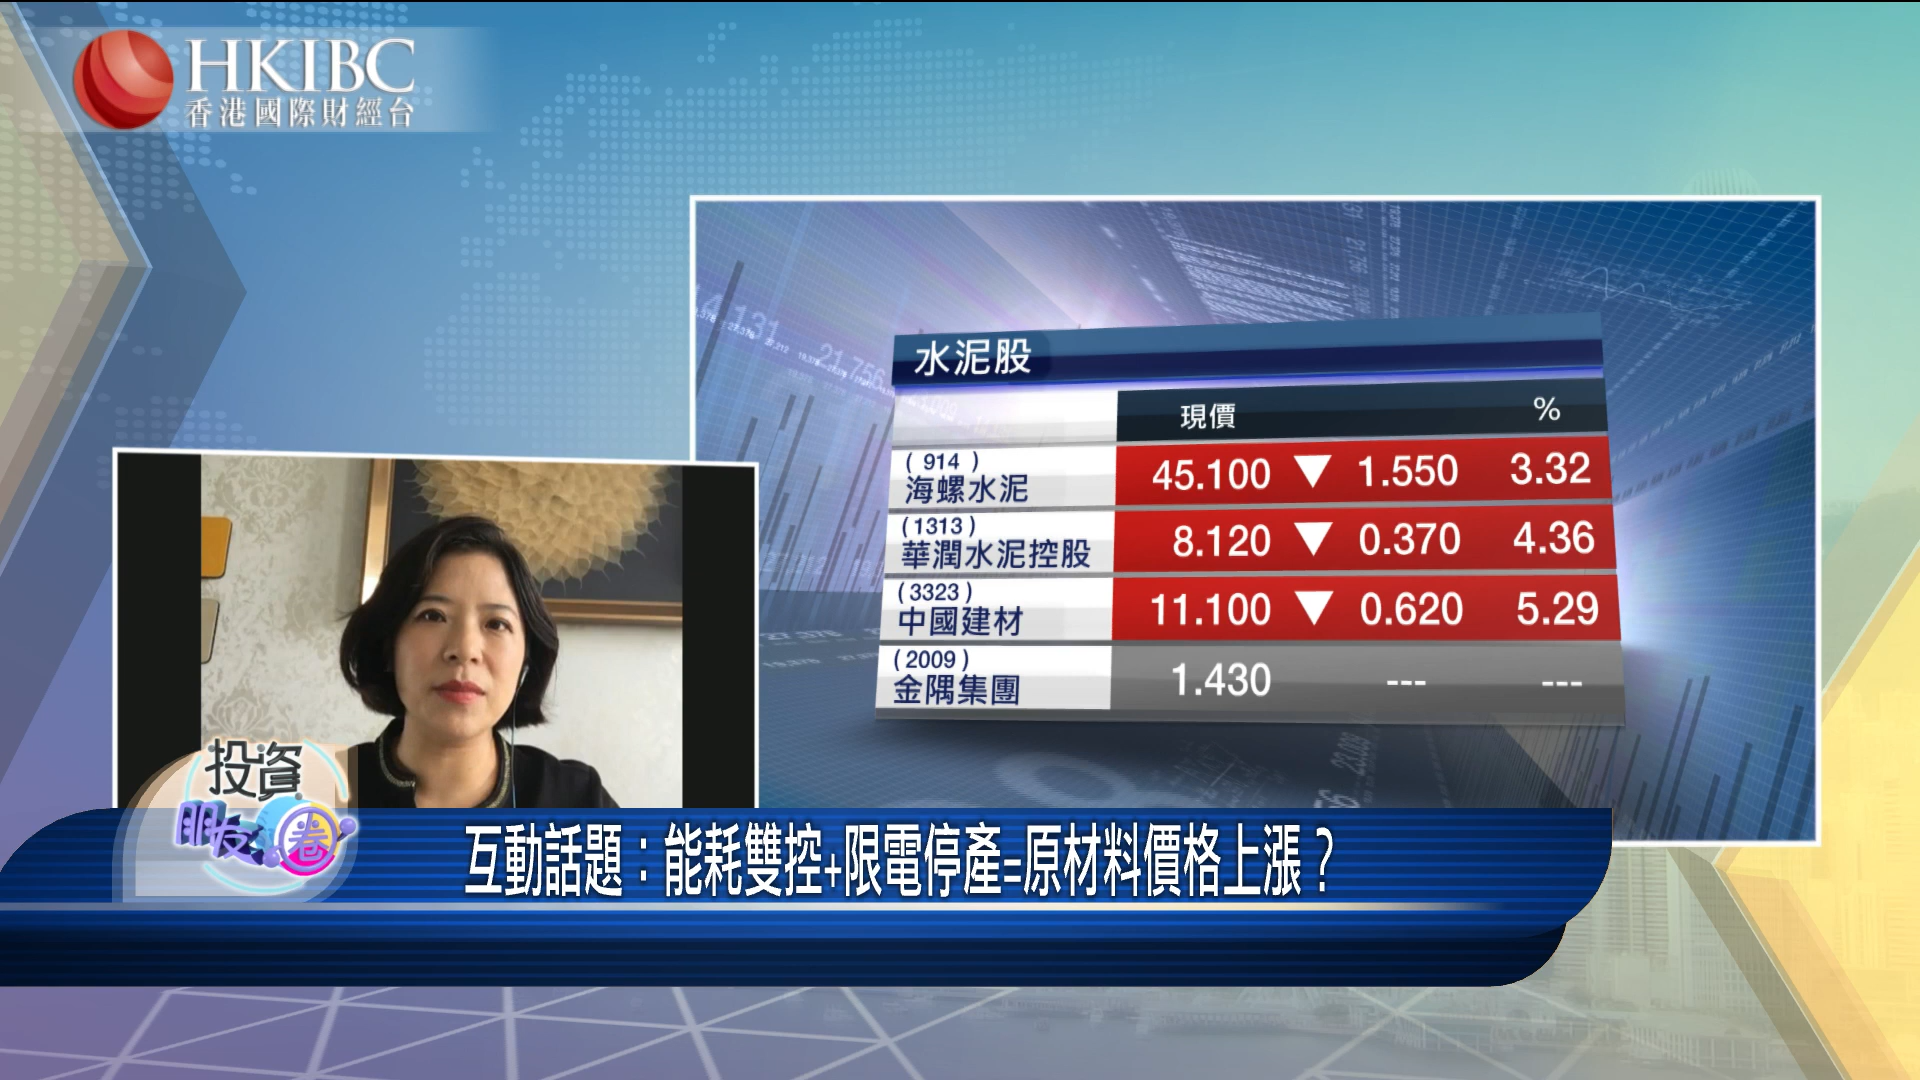 HKIBC
香港國際財經台
水泥股
現價 %
( 914 )
海螺水泥 45.100 ▼ 1.550 3.32
(1313)
華潤水泥控股 8.120 ▼ 0.370 4.36
(3323)
中國建材 11.100 ▼ 0.620 5.29
(2009)
金隅集團 1.430 --- ---
投資
朋友圈
互動話題：能耗雙控+限電停產=原材料價格上漲？